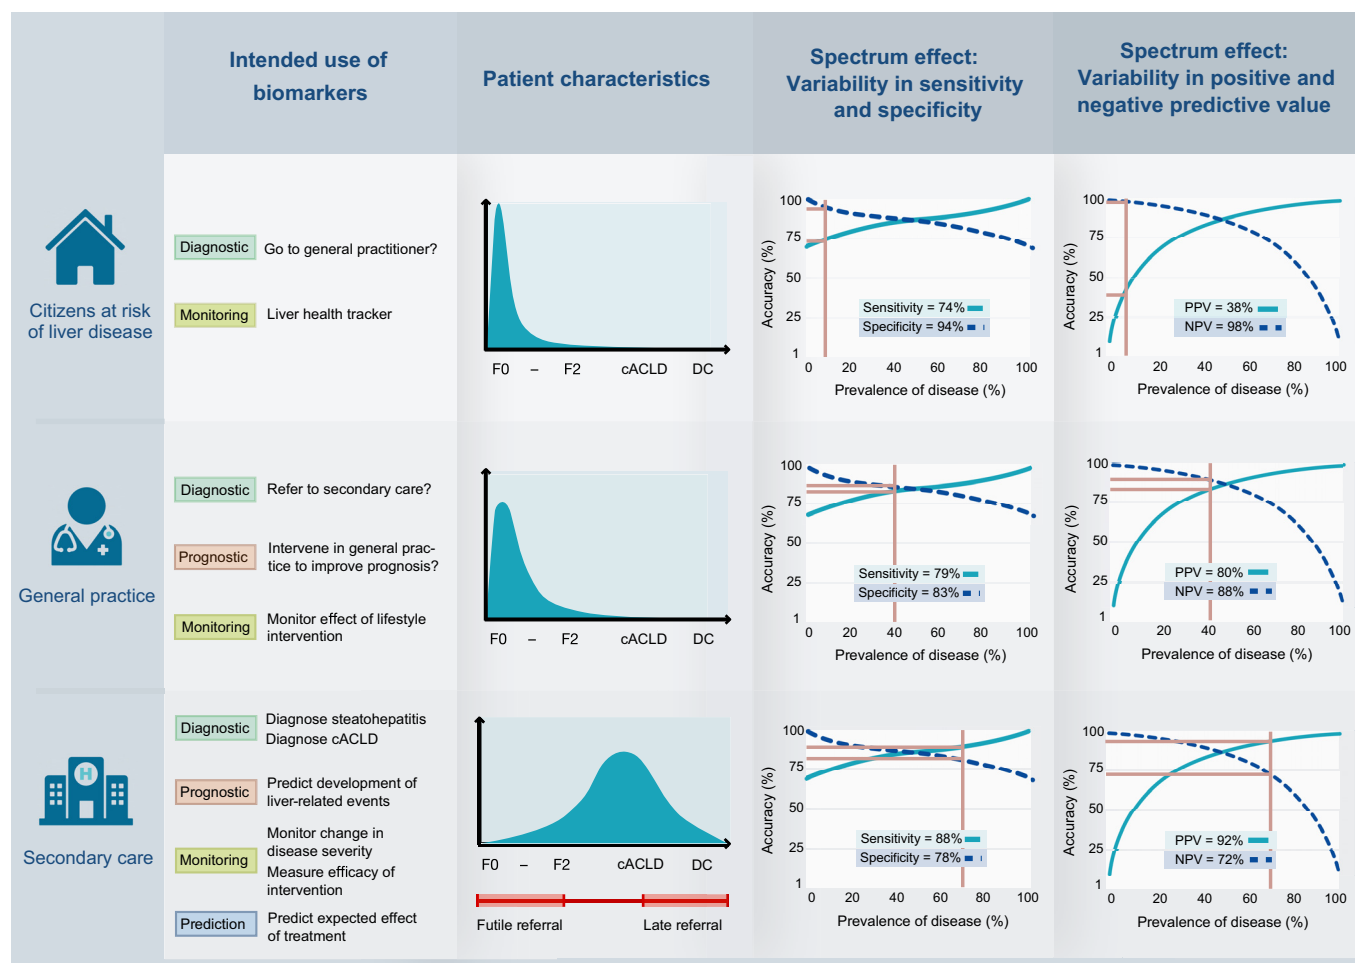 Intended use of
biomarkers
Patient characteristics
Spectrum effect:
Variability in sensitivity
and specificity
Spectrum effect:
Variability in positive and
negative predictive value
Citizens at risk
of liver disease
Diagnostic
Go to general practitioner?
Monitoring
Liver health tracker
F0 – F2 cACLD DC
Accuracy (%)
100
75
50
25
1
Sensitivity = 74%
Specificity = 94%
0 20 40 60 80 100
Prevalence of disease (%)
Accuracy (%)
100
75
50
25
1
PPV = 38%
NPV = 98%
0 20 40 60 80 100
Prevalence of disease (%)
General practice
Diagnostic
Refer to secondary care?
Prognostic
Intervene in general prac-
tice to improve prognosis?
Monitoring
Monitor effect of lifestyle
intervention
F0 – F2 cACLD DC
Accuracy (%)
100
75
50
25
1
Sensitivity = 79%
Specificity = 83%
0 20 40 60 80 100
Prevalence of disease (%)
Accuracy (%)
100
75
50
25
1
PPV = 80%
NPV = 88%
0 20 40 60 80 100
Prevalence of disease (%)
H
Secondary care
Diagnostic
Diagnose steatohepatitis
Diagnose cACLD
Prognostic
Predict development of
liver-related events
Monitoring
Monitor change in
disease severity
Measure efficacy of
intervention
Prediction
Predict expected effect
of treatment
F0 – F2 cACLD DC
Futile referral
Late referral
Accuracy (%)
100
75
50
25
1
Sensitivity = 88%
Specificity = 78%
0 20 40 60 80 100
Prevalence of disease (%)
Accuracy (%)
100
75
50
25
1
PPV = 92%
NPV = 72%
0 20 40 60 80 100
Prevalence of disease (%)